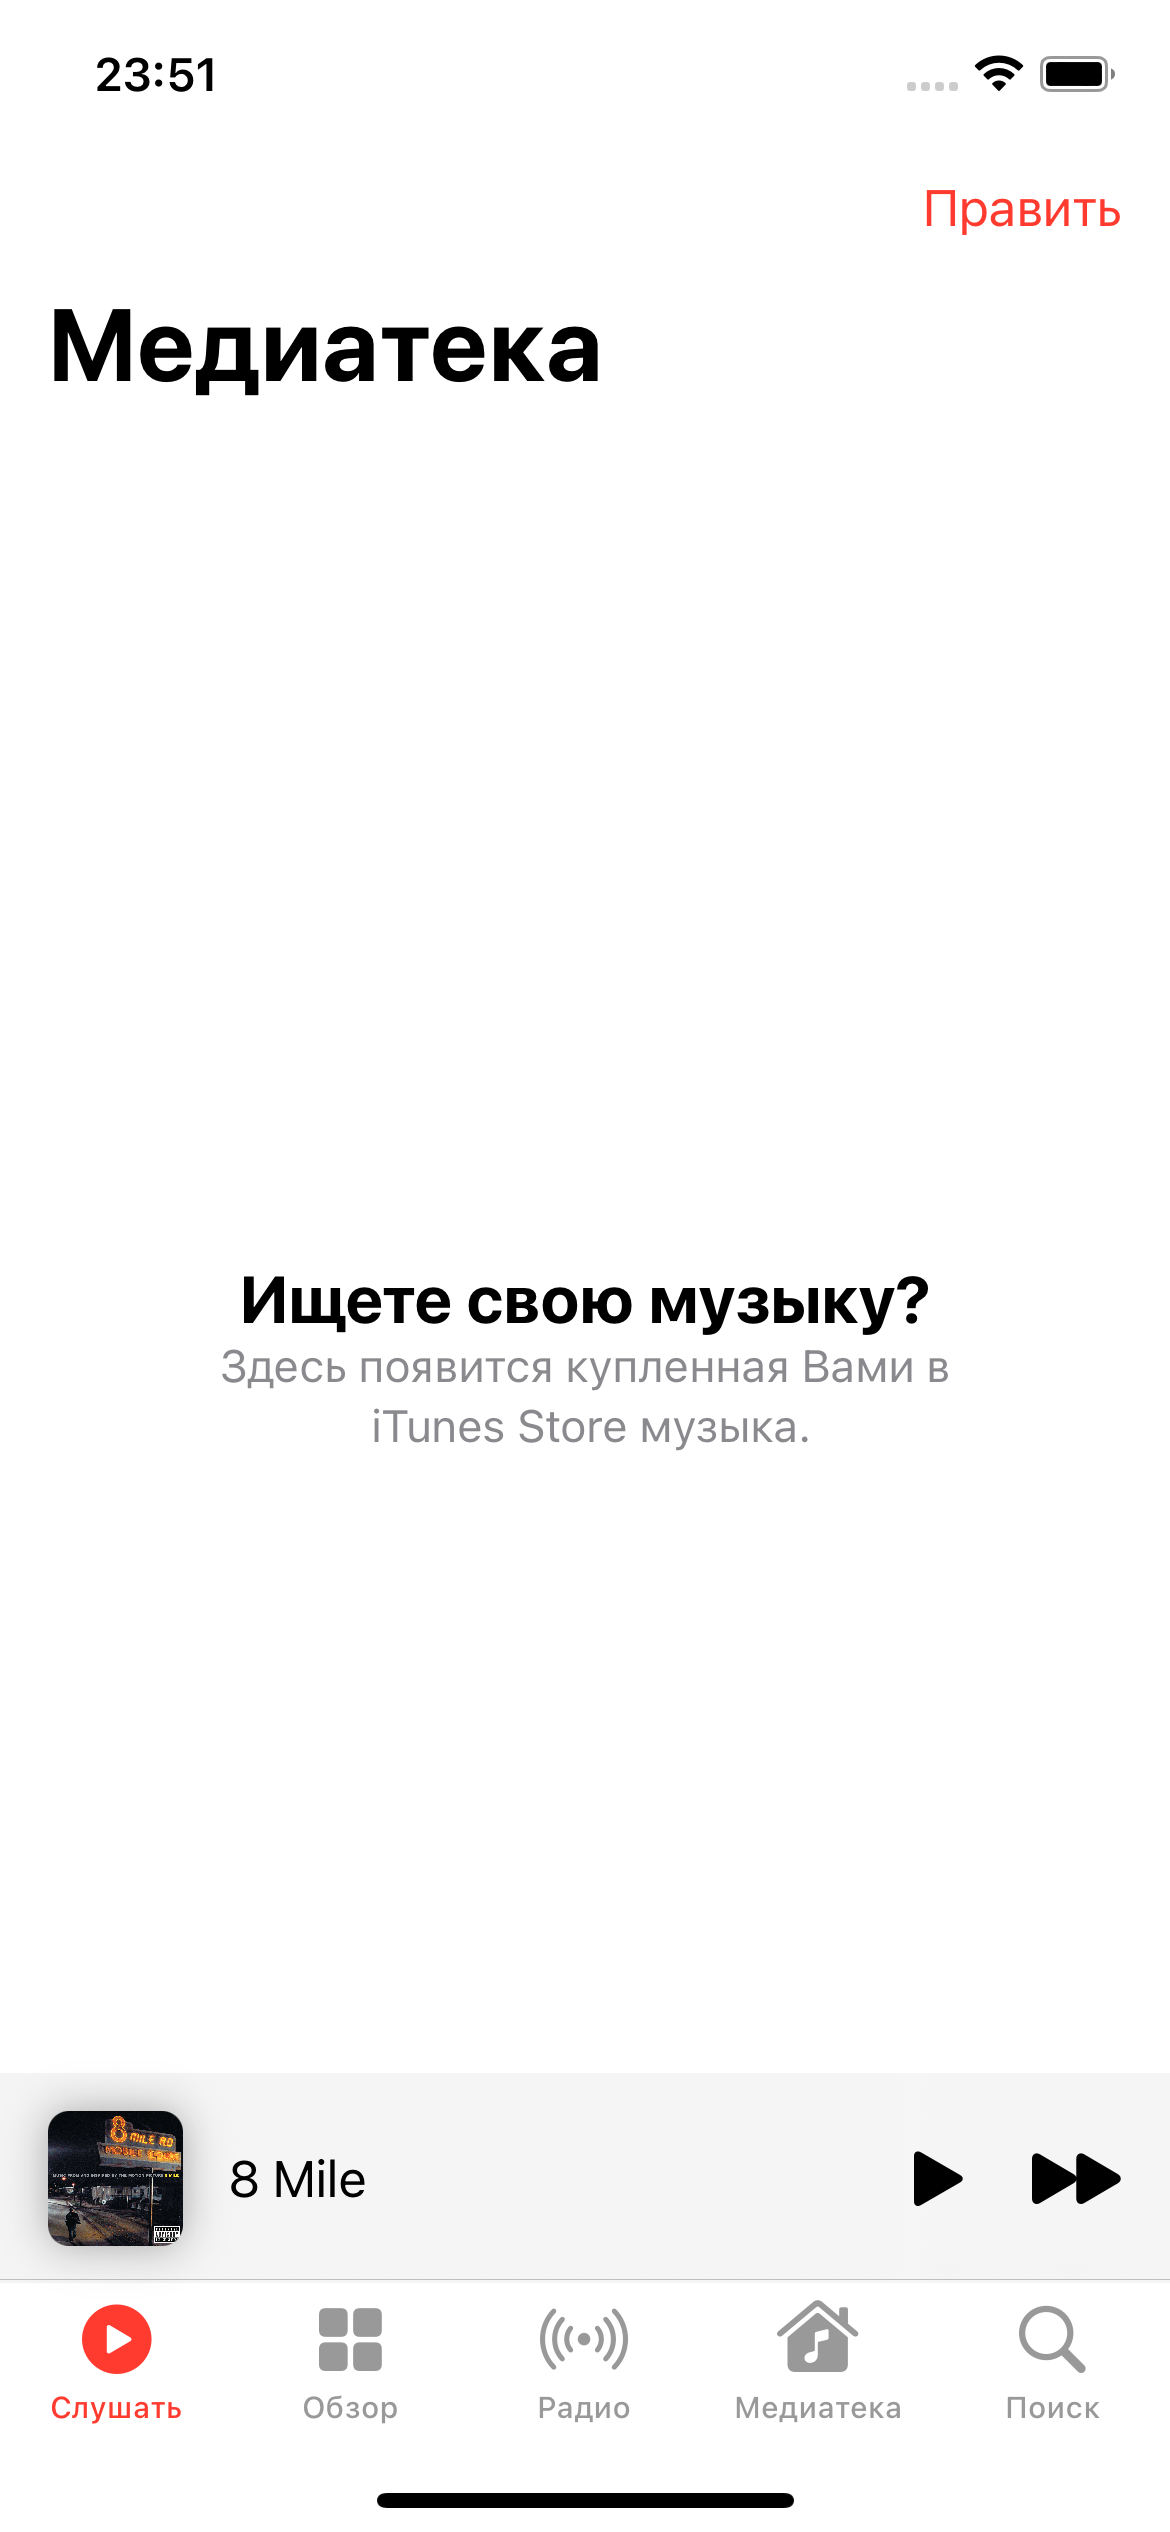 23:51
Править
Медиатека
Ищете свою музыку?
Здесь появится купленная Вами в
iTunes Store музыка.
8 Mile
Слушать
Обзор
Радио
Медиатека
Поиск